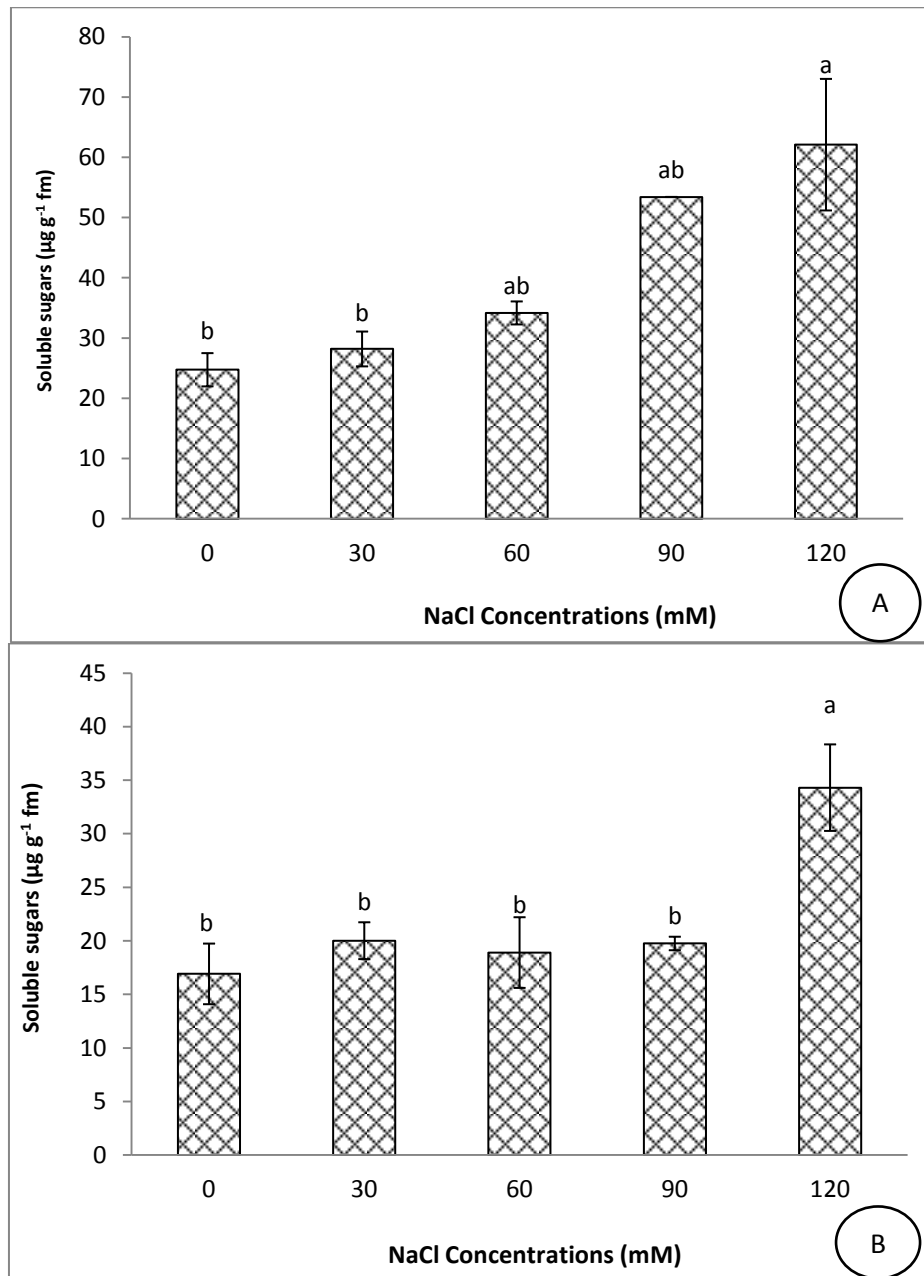 80
70
60
50
40
30
20
10
0
Soluble sugars (µg g⁻¹ fm)
b
b
ab
ab
a
0 30 60 90 120
NaCl Concentrations (mM)
A
45
40
35
30
25
20
15
10
5
0
Soluble sugars (µg g⁻¹ fm)
b
b
b
b
a
0 30 60 90 120
NaCl Concentrations (mM)
B